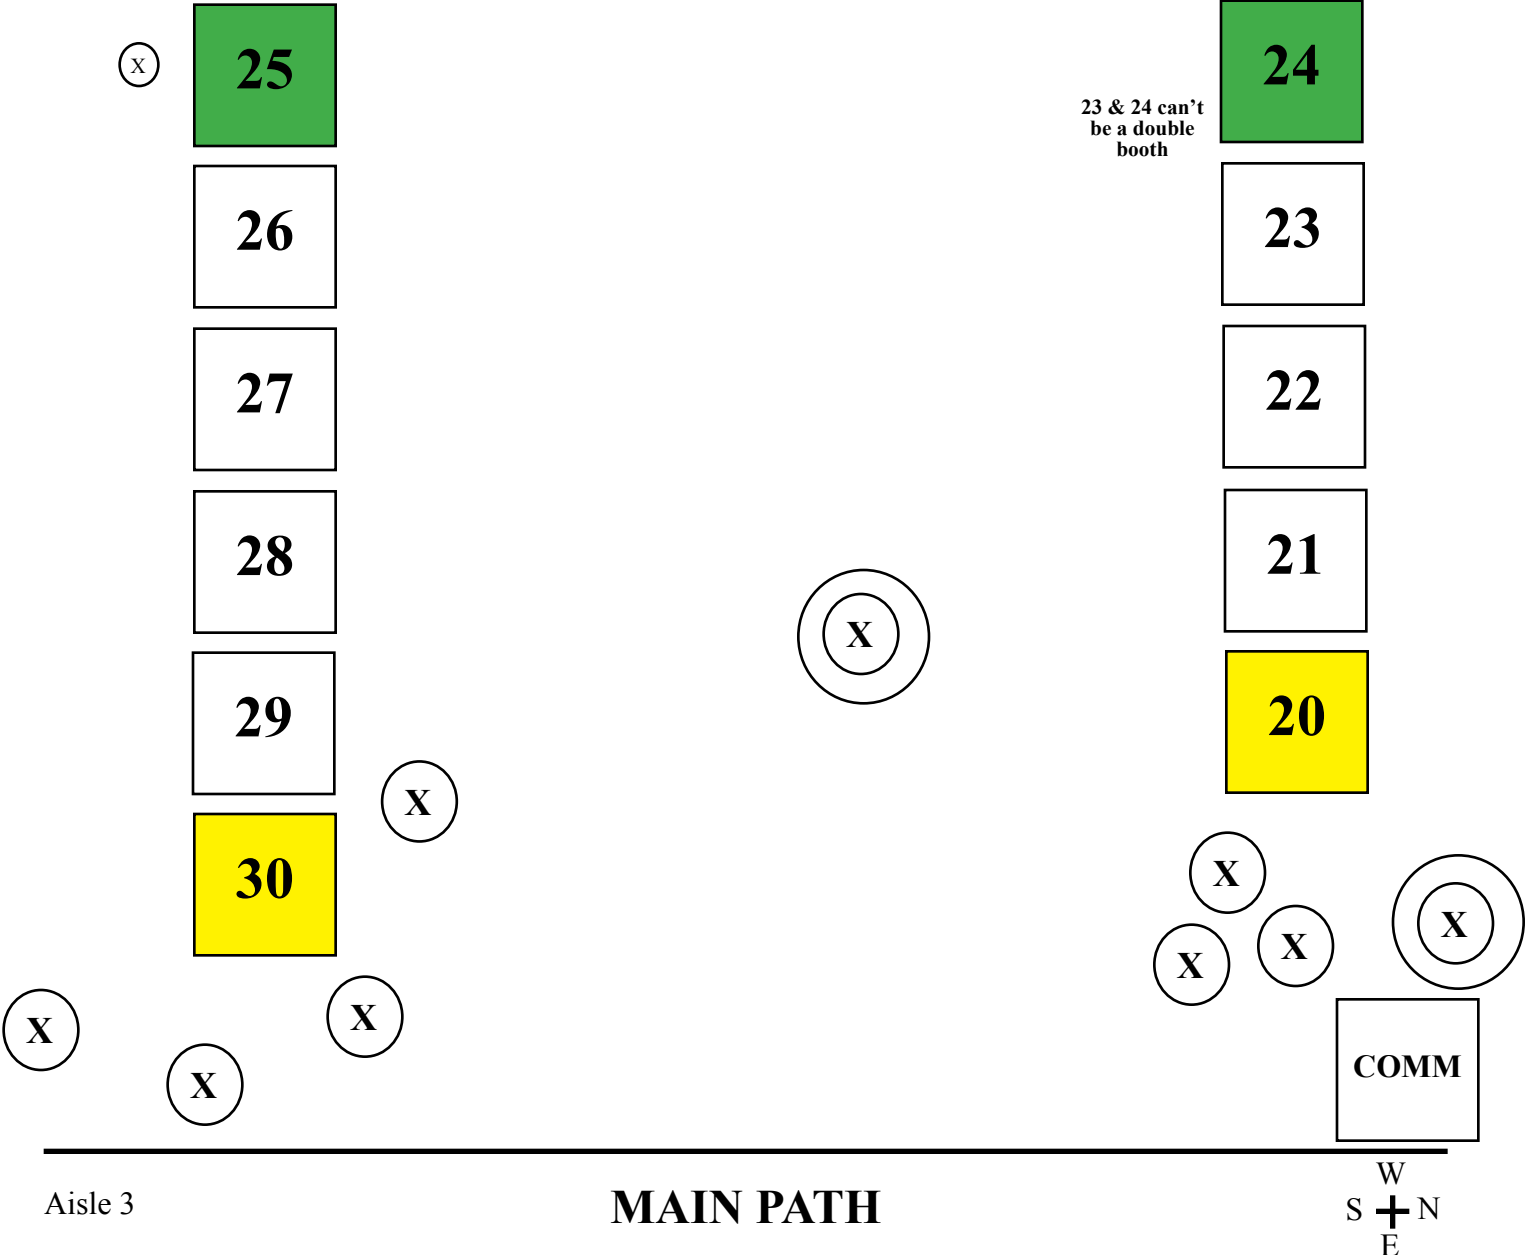 25
24
X
23 & 24 can't
be a double
booth
26
23
27
22
28
21
X
29
20
X
30
X
X
X
X
X
X
X
COMM
Aisle 3
MAIN PATH
W
S
N
E